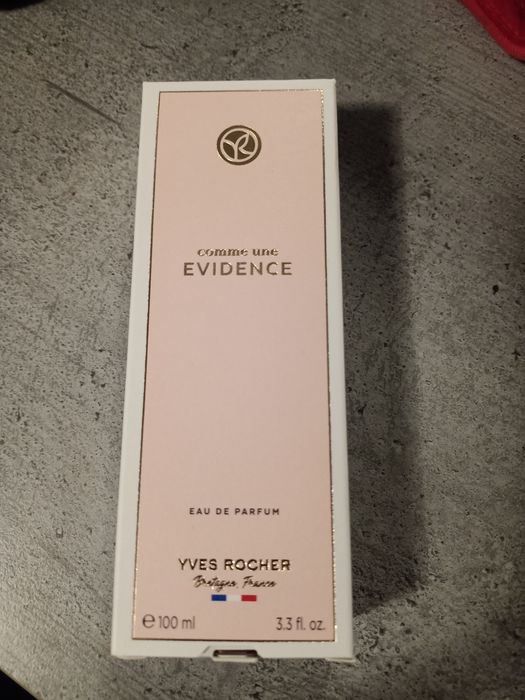 comme une
EVIDENCE
EAU DE PARFUM
YVES ROCHER
Bretagne, France
℮ 100 ml 3.3 fl. oz.